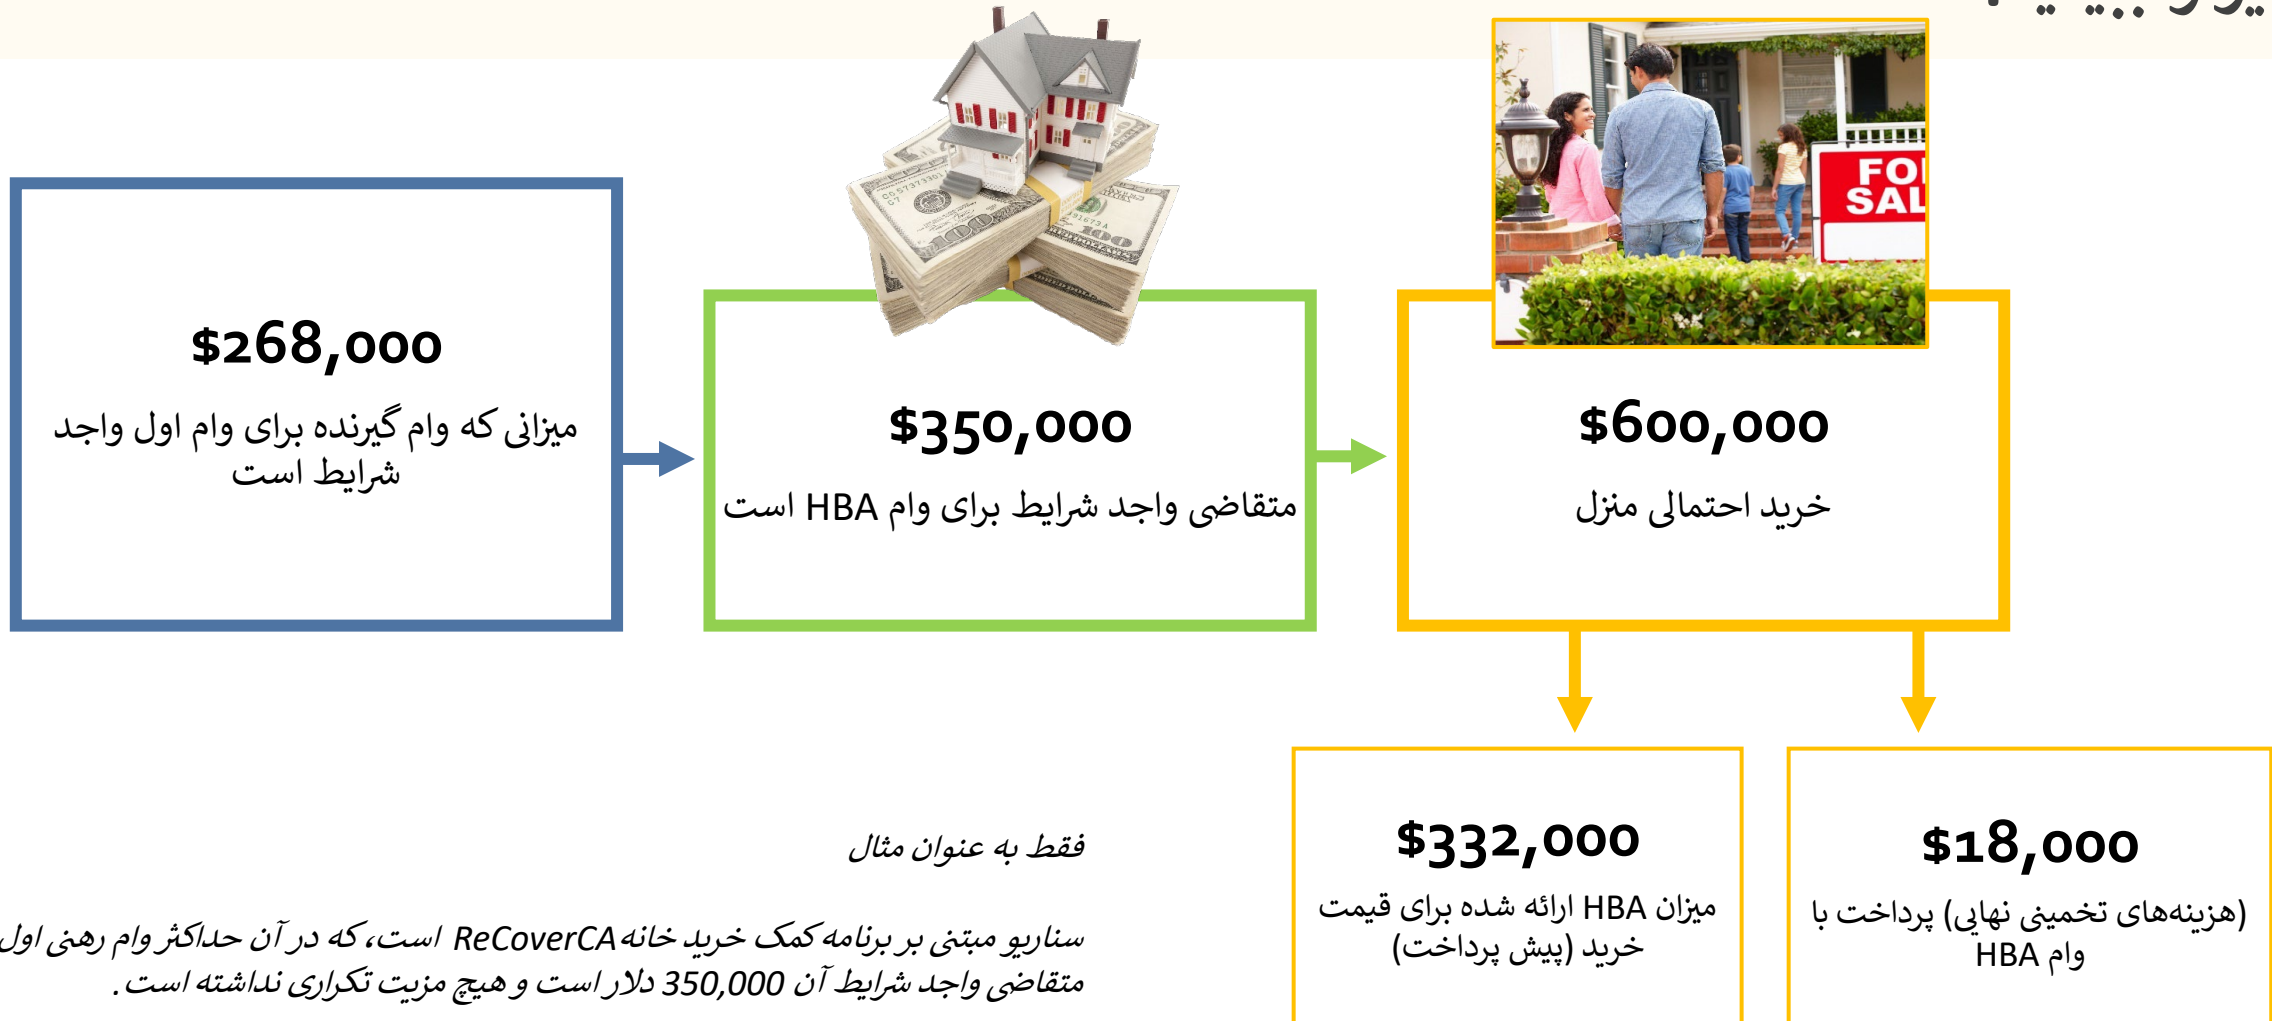 $268,000
میزانی که وام گیرنده برای وام اول واجد
شرایط است
$350,000
متقاضی واجد شرایط برای وام HBA است
FO
SAL
$600,000
خرید احتمالی منزل
$332,000
میزان HBA ارائه شده برای قیمت
خرید (پیش پرداخت)
$18,000
(هزینه‌های تخمینی نهایی) پرداخت با
وام HBA
فقط به عنوان مثال
سناریو مبتنی بر برنامه کمک خرید خانه ReCoverCA است، که در آن حداکثر وام رهنی اول
متقاضی واجد شرایط آن 350,000 دلار است و هیچ مزیت تکراری نداشته است.